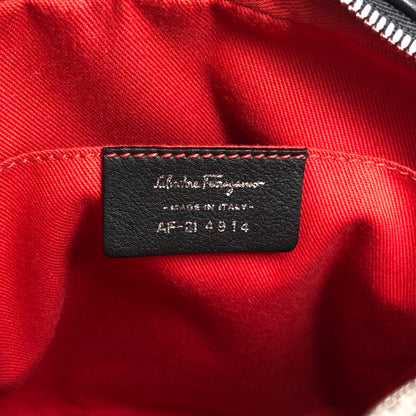 Salvatore Ferragamo
- MADE IN ITALY -
AF-21 4914